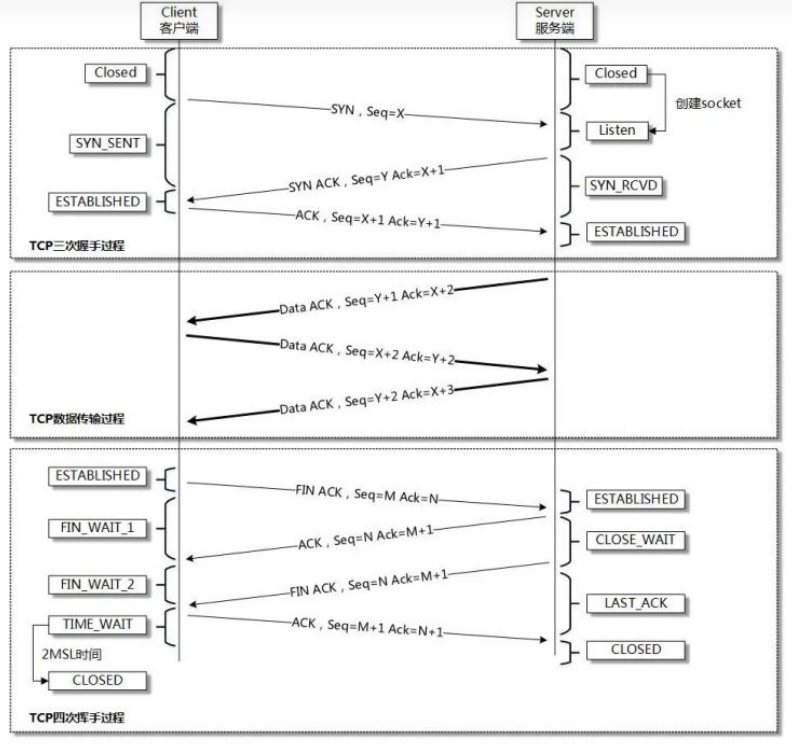 Client
客户端
Server
服务端
Closed
Closed
创建socket
SYN，Seq=X
Listen
SYN_SENT
SYN ACK，Seq=Y Ack=X+1
SYN_RCVD
ESTABLISHED
ACK，Seq=X+1 Ack=Y+1
ESTABLISHED
TCP三次握手过程
Data ACK，Seq=Y+1 Ack=X+2
Data ACK，Seq=X+2 Ack=Y+2
Data ACK，Seq=Y+2 Ack=X+3
TCP数据传输过程
ESTABLISHED
FIN ACK，Seq=M Ack=N
ESTABLISHED
FIN_WAIT_1
ACK，Seq=N Ack=M+1
CLOSE_WAIT
FIN_WAIT_2
FIN ACK，Seq=N Ack=M+1
LAST_ACK
TIME_WAIT
ACK，Seq=M+1 Ack=N+1
2MSL时间
CLOSED
CLOSED
TCP四次挥手过程